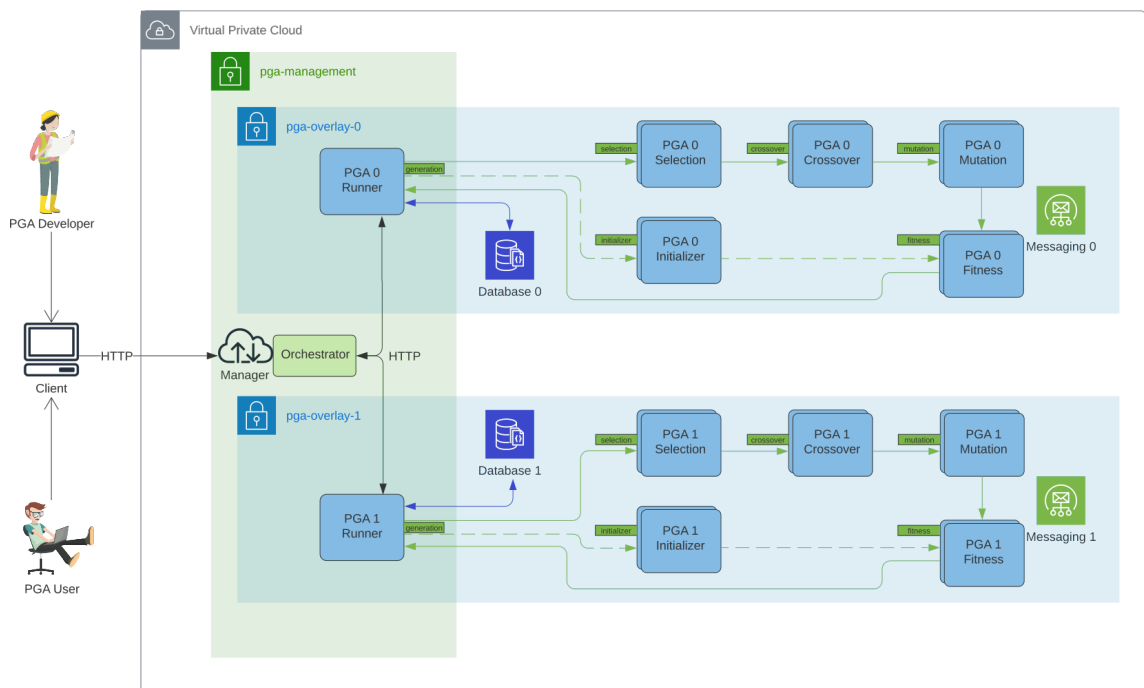 Virtual Private Cloud
pga-management
pga-overlay-0
PGA 0
Runner
generation
selection
PGA 0
Selection
crossover
PGA 0
Crossover
mutation
PGA 0
Mutation
initializer
PGA 0
Initializer
fitness
PGA 0
Fitness
Messaging 0
Database 0
PGA Developer
Client
HTTP
Manager
Orchestrator
HTTP
pga-overlay-1
Database 1
PGA 1
Runner
generation
selection
PGA 1
Selection
crossover
PGA 1
Crossover
mutation
PGA 1
Mutation
initializer
PGA 1
Initializer
fitness
PGA 1
Fitness
Messaging 1
PGA User